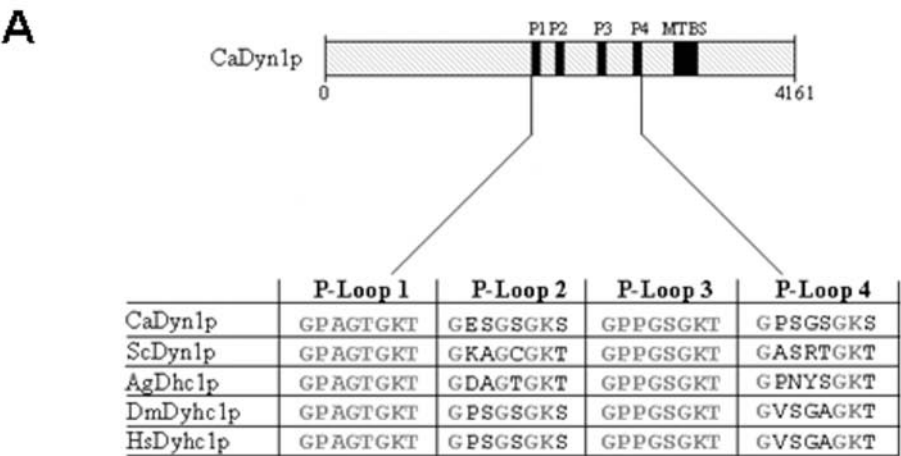 A
P1 P2 P3 P4 MTBS
CaDyn1p
0 4161
P-Loop 1 P-Loop 2 P-Loop 3 P-Loop 4
CaDyn1p GPAGTGKT GESGSGKS GPPGSGKT GPSGSGKS
ScDyn1p GPAGTGKT GKAGCGKT GPPGSGKT GASRTGKT
AgDhc1p GPAGTGKT GDAGTGKT GPPGSGKT GPNYSGKT
DmDyhc1p GPAGTGKT GPSGSGKS GPPGSGKT GVSGAGKT
HsDyhc1p GPAGTGKT GPSGSGKS GPPGSGKT GVSGAGKT